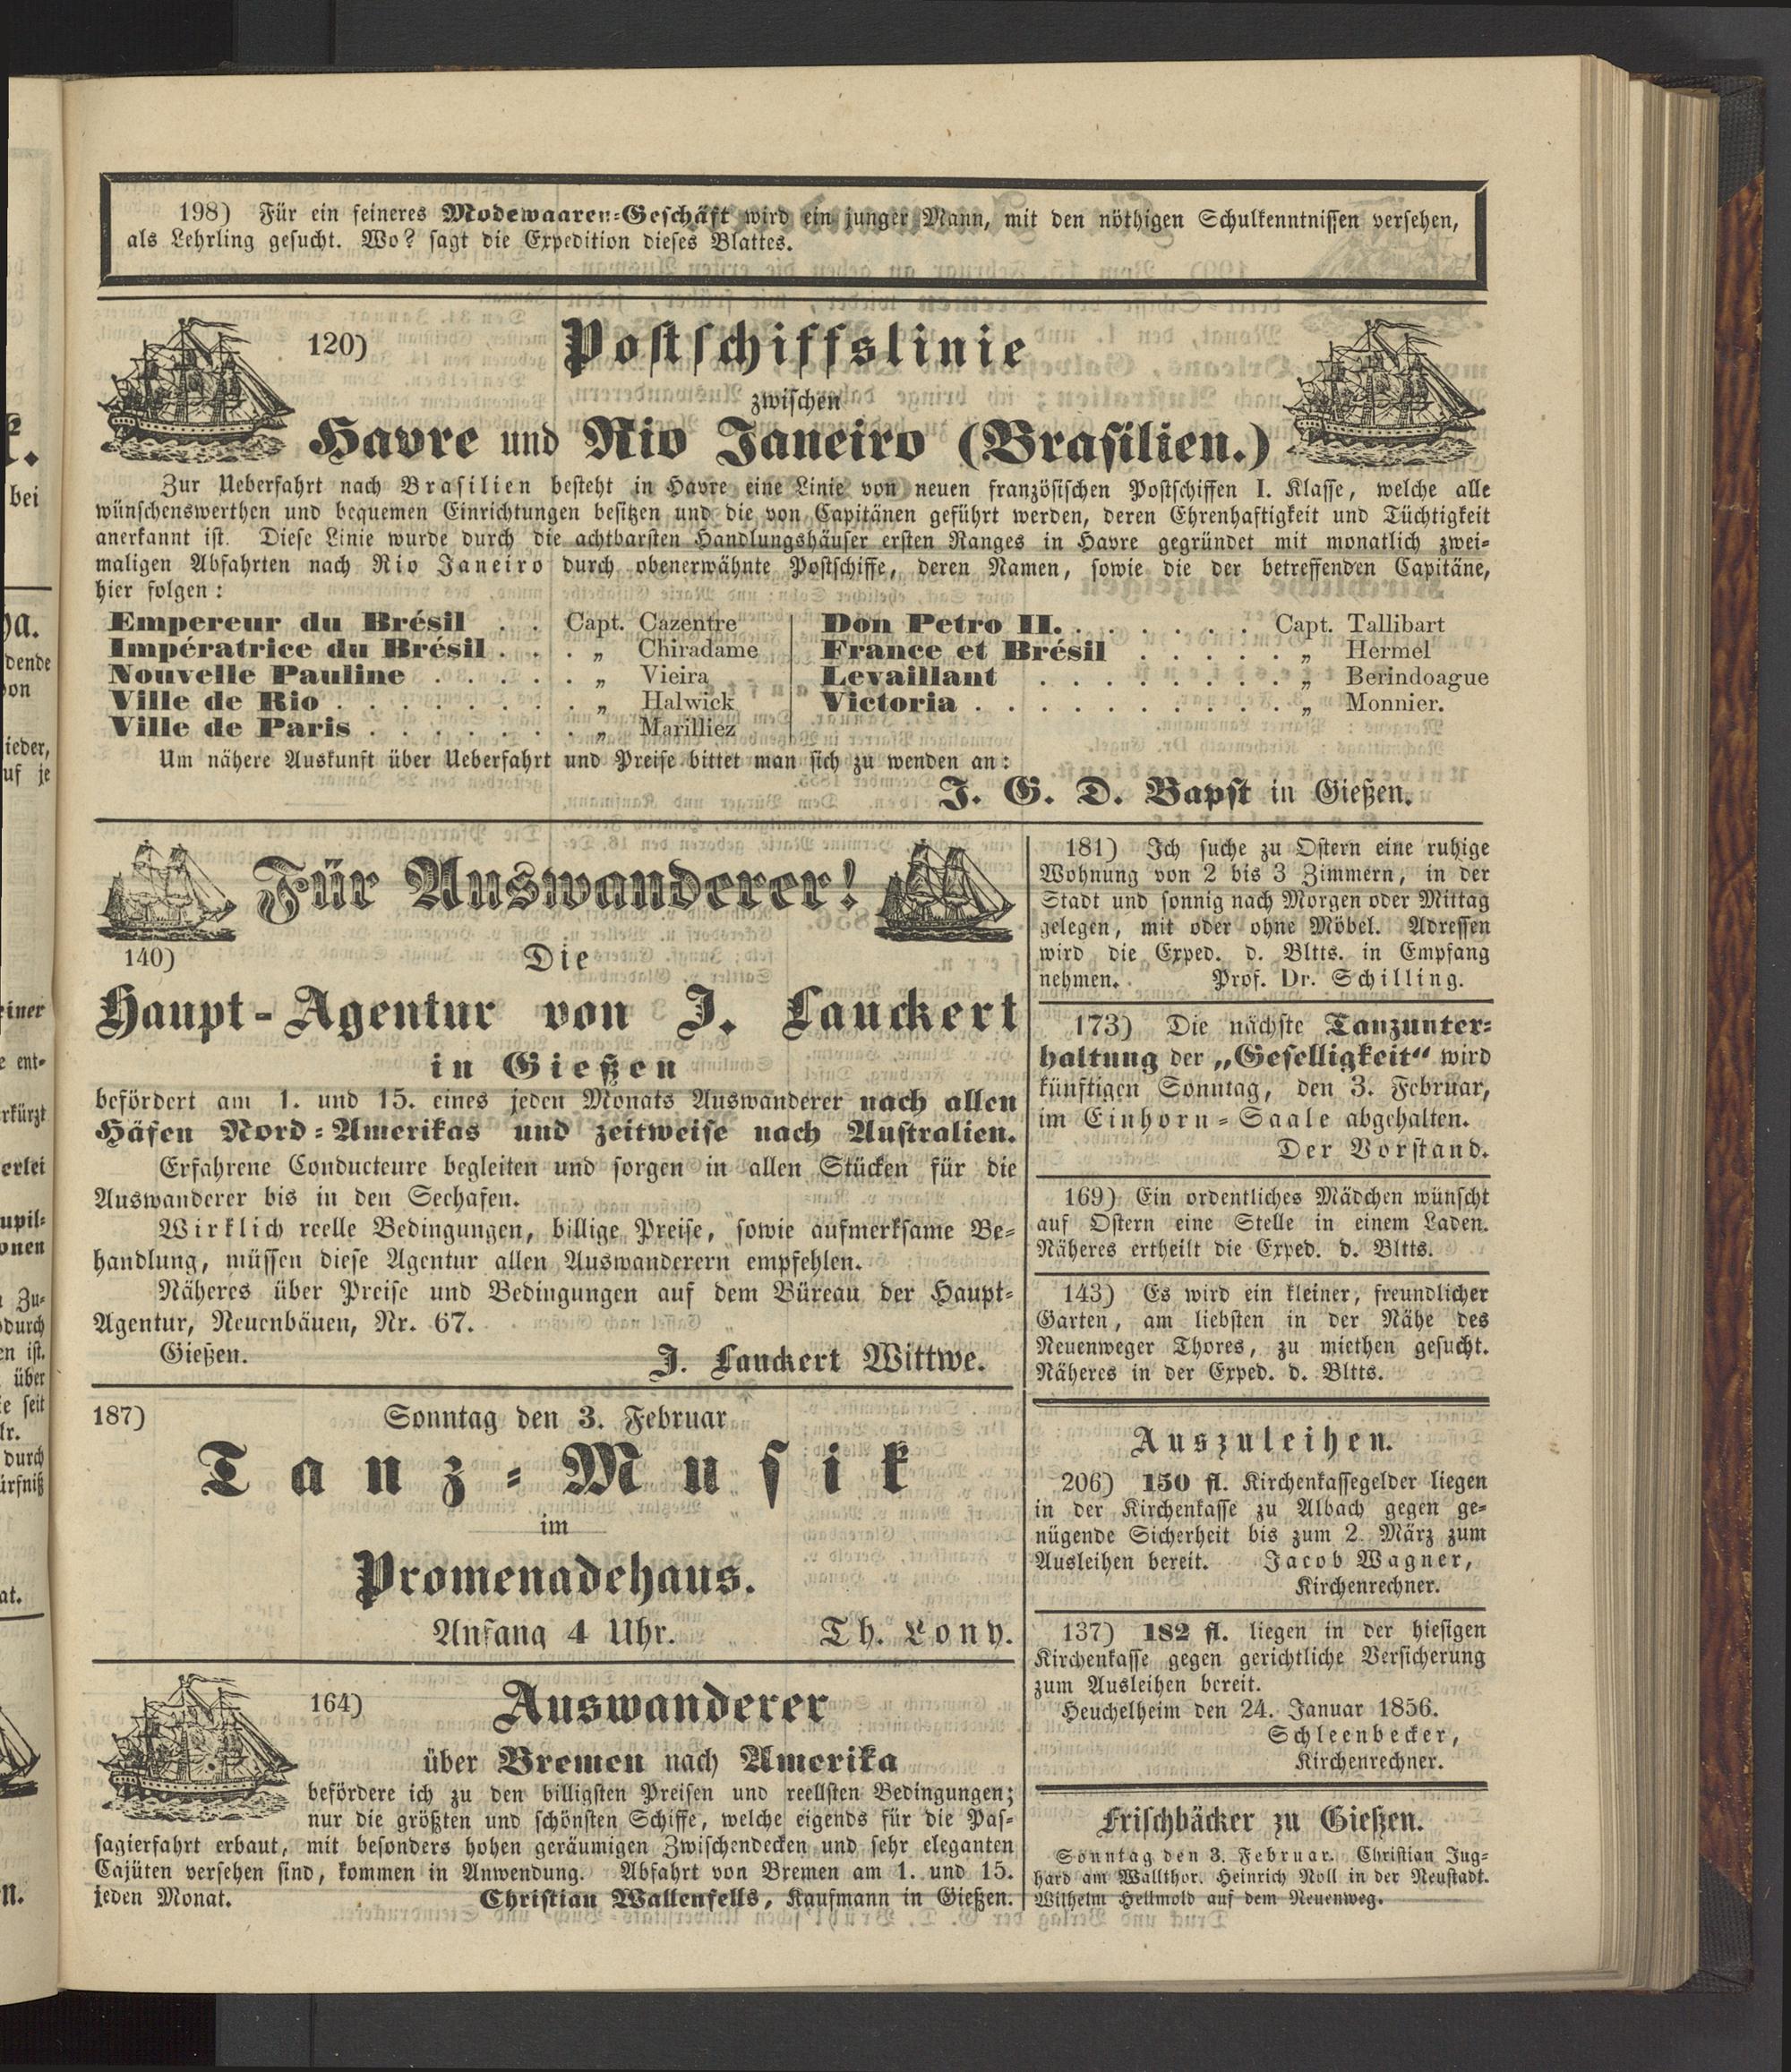 198) Für ein feineres Modewaaren=Geschäft wird ein junger Mann, mit den nöthigen Schulkenntnissen versehen,
als Lehrling gesucht. Wo? sagt die Expedition dieses Blattes.
120) Postschiffslinie
zwischen
Havre und Rio Janeiro (Brasilien.)
Zur Ueberfahrt nach Brasilien besteht in Havre eine Linie von neuen französischen Postschiffen I. Klasse, welche alle
wünschenswerthen und bequemen Einrichtungen besitzen und die von Capitänen geführt werden, deren Ehrenhaftigkeit und Tüchtigkeit
anerkannt ist. Diese Linie wurde durch die achtbarsten Handlungshäuser ersten Ranges in Havre gegründet mit monatlich zwei=
maligen Abfahrten nach Rio Janeiro durch obenerwähnte Postschiffe, deren Namen, sowie die der betreffenden Capitäne,
hier folgen:
Empereur du Brésil . . Capt. Cazentre
Impératrice du Brésil . . . „ Chiradame
Nouvelle Pauline . . . . . „ Vieira
Ville de Rio . . . . . . . . „ Halwick
Ville de Paris . . . . . . . „ Marilliez
Don Petro II. . . . . . . . Capt. Tallibart
France et Brésil . . . . . „ Hermel
Levaillant . . . . . . . . „ Berindoague
Victoria . . . . . . . . . . „ Monnier.
Um nähere Auskunft über Ueberfahrt und Preise bittet man sich zu wenden an:
J. G. D. Bapst in Gießen.
Für Auswanderer!
140) Die
Haupt-Agentur von J. Lauckert
in Gießen
befördert am 1. und 15. eines jeden Monats Auswanderer nach allen
Häfen Nord=Amerikas und zeitweise nach Australien.
Erfahrene Conducteure begleiten und sorgen in allen Stücken für die
Auswanderer bis in den Seehafen.
Wirklich reelle Bedingungen, billige Preise, sowie aufmerksame Be=
handlung, müssen diese Agentur allen Auswanderern empfehlen.
Näheres über Preise und Bedingungen auf dem Büreau der Haupt=
Agentur, Neuenbäuen, Nr. 67.
Gießen. J. Lauckert Wittwe.
187) Sonntag den 3. Februar
Tanz=Musik
im
Promenadehaus.
Anfang 4 Uhr. Th. Lony.
164) Auswanderer
über Bremen nach Amerika
befördere ich zu den billigsten Preisen und reellsten Bedingungen;
nur die größten und schönsten Schiffe, welche eigends für die Pas=
sagierfahrt erbaut, mit besonders hohen geräumigen Zwischendecken und sehr eleganten
Cajüten versehen sind, kommen in Anwendung. Abfahrt von Bremen am 1. und 15.
jeden Monat. Christian Wallenfells, Kaufmann in Gießen.
181) Ich suche zu Ostern eine ruhige
Wohnung von 2 bis 3 Zimmern, in der
Stadt und sonnig nach Morgen oder Mittag
gelegen, mit oder ohne Möbel. Adressen
wird die Exped. d. Bltts. in Empfang
nehmen. Prof. Dr. Schilling.
173) Die nächste Tanzunter=
haltung der „Geselligkeit“ wird
künftigen Sonntag, den 3. Februar,
im Einhorn=Saale abgehalten.
Der Vorstand.
169) Ein ordentliches Mädchen wünscht
auf Ostern eine Stelle in einem Laden.
Näheres ertheilt die Exped. d. Bltts.
143) Es wird ein kleiner, freundlicher
Garten, am liebsten in der Nähe des
Neuenweger Thores, zu miethen gesucht.
Näheres in der Exped. d. Bltts.
Auszuleihen.
206) 150 fl. Kirchenkassegelder liegen
in der Kirchenkasse zu Albach gegen ge=
nügende Sicherheit bis zum 2. März zum
Ausleihen bereit. Jacob Wagner,
Kirchenrechner.
137) 182 fl. liegen in der hiesigen
Kirchenkasse gegen gerichtliche Versicherung
zum Ausleihen bereit.
Heuchelheim den 24. Januar 1856.
Schleenbecker,
Kirchenrechner.
Frischbäcker zu Gießen.
Sonntag den 3. Februar. Christian Jug=
hard am Wallthor. Heinrich Noll in der Neustadt.
Wilhelm Hellmold auf dem Neuenweg.